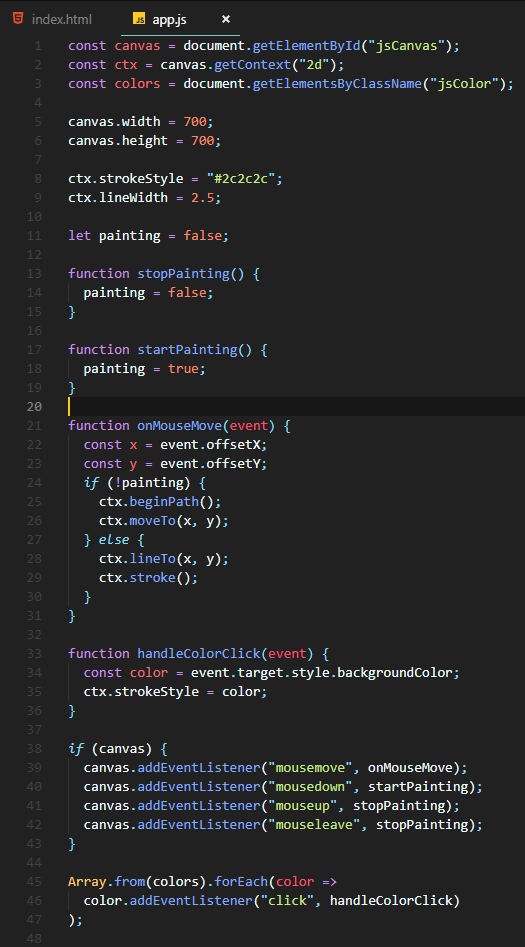 index.html JS app.js ×
1 const canvas = document.getElementById("jsCanvas");
2 const ctx = canvas.getContext("2d");
3 const colors = document.getElementsByClassName("jsColor");
4
5 canvas.width = 700;
6 canvas.height = 700;
7
8 ctx.strokeStyle = "#2c2c2c";
9 ctx.lineWidth = 2.5;
10
11 let painting = false;
12
13 function stopPainting() {
14   painting = false;
15 }
16
17 function startPainting() {
18   painting = true;
19 }
20
21 function onMouseMove(event) {
22   const x = event.offsetX;
23   const y = event.offsetY;
24   if (!painting) {
25     ctx.beginPath();
26     ctx.moveTo(x, y);
27   } else {
28     ctx.lineTo(x, y);
29     ctx.stroke();
30   }
31 }
32
33 function handleColorClick(event) {
34   const color = event.target.style.backgroundColor;
35   ctx.strokeStyle = color;
36 }
37
38 if (canvas) {
39   canvas.addEventListener("mousemove", onMouseMove);
40   canvas.addEventListener("mousedown", startPainting);
41   canvas.addEventListener("mouseup", stopPainting);
42   canvas.addEventListener("mouseleave", stopPainting);
43 }
44
45 Array.from(colors).forEach(color =>
46   color.addEventListener("click", handleColorClick)
47 );
48